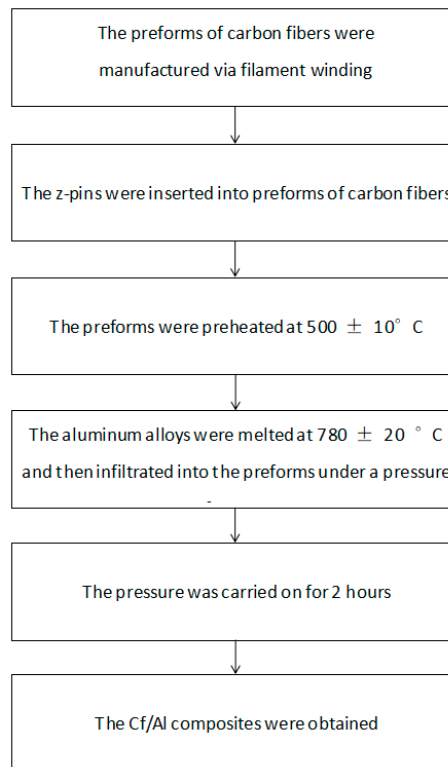 The preforms of carbon fibers were
manufactured via filament winding
The z-pins were inserted into preforms of carbon fibers
The preforms were preheated at 500 ± 10° C
The aluminum alloys were melted at 780 ± 20 ° C
and then infiltrated into the preforms under a pressure
The pressure was carried on for 2 hours
The Cf/Al composites were obtained